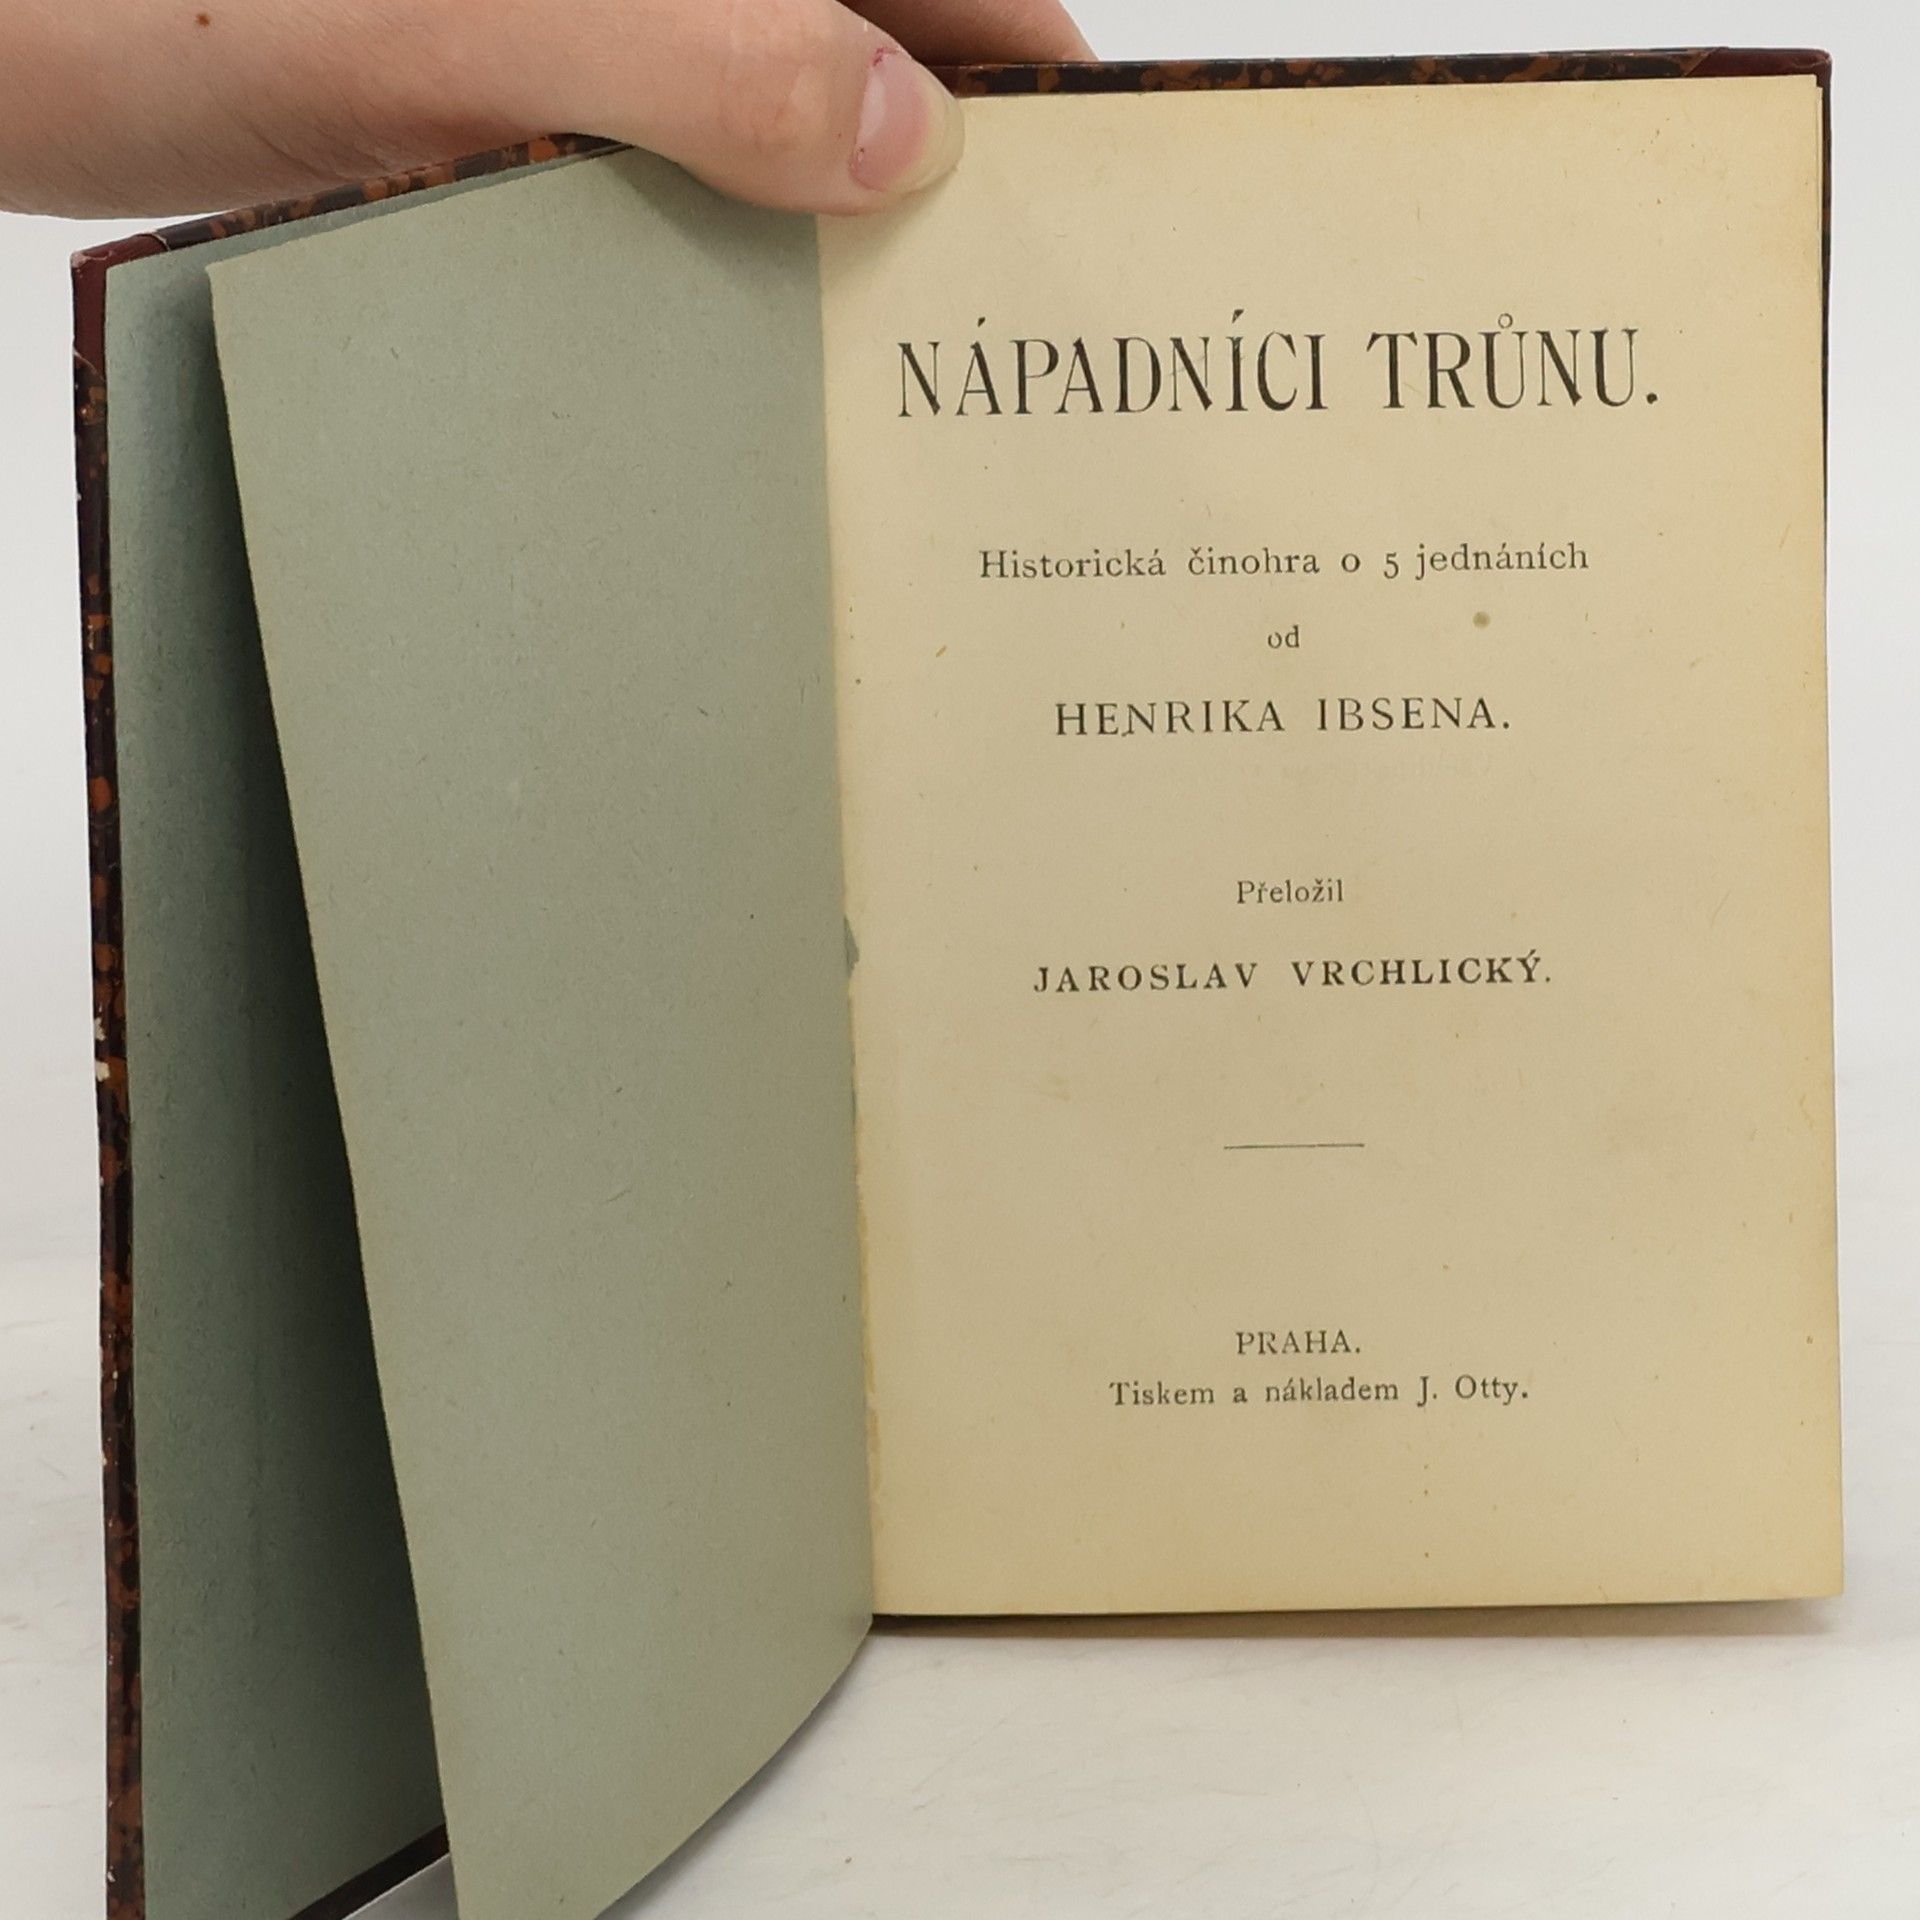 NÁPADNÍCI TRŮNU.
Historická činohra o 5 jednáních
od
HENRIKA IBSENA.
Přeložil
JAROSLAV VRCHLICKÝ.
PRAHA.
Tiskem a nákladem J. Otty.